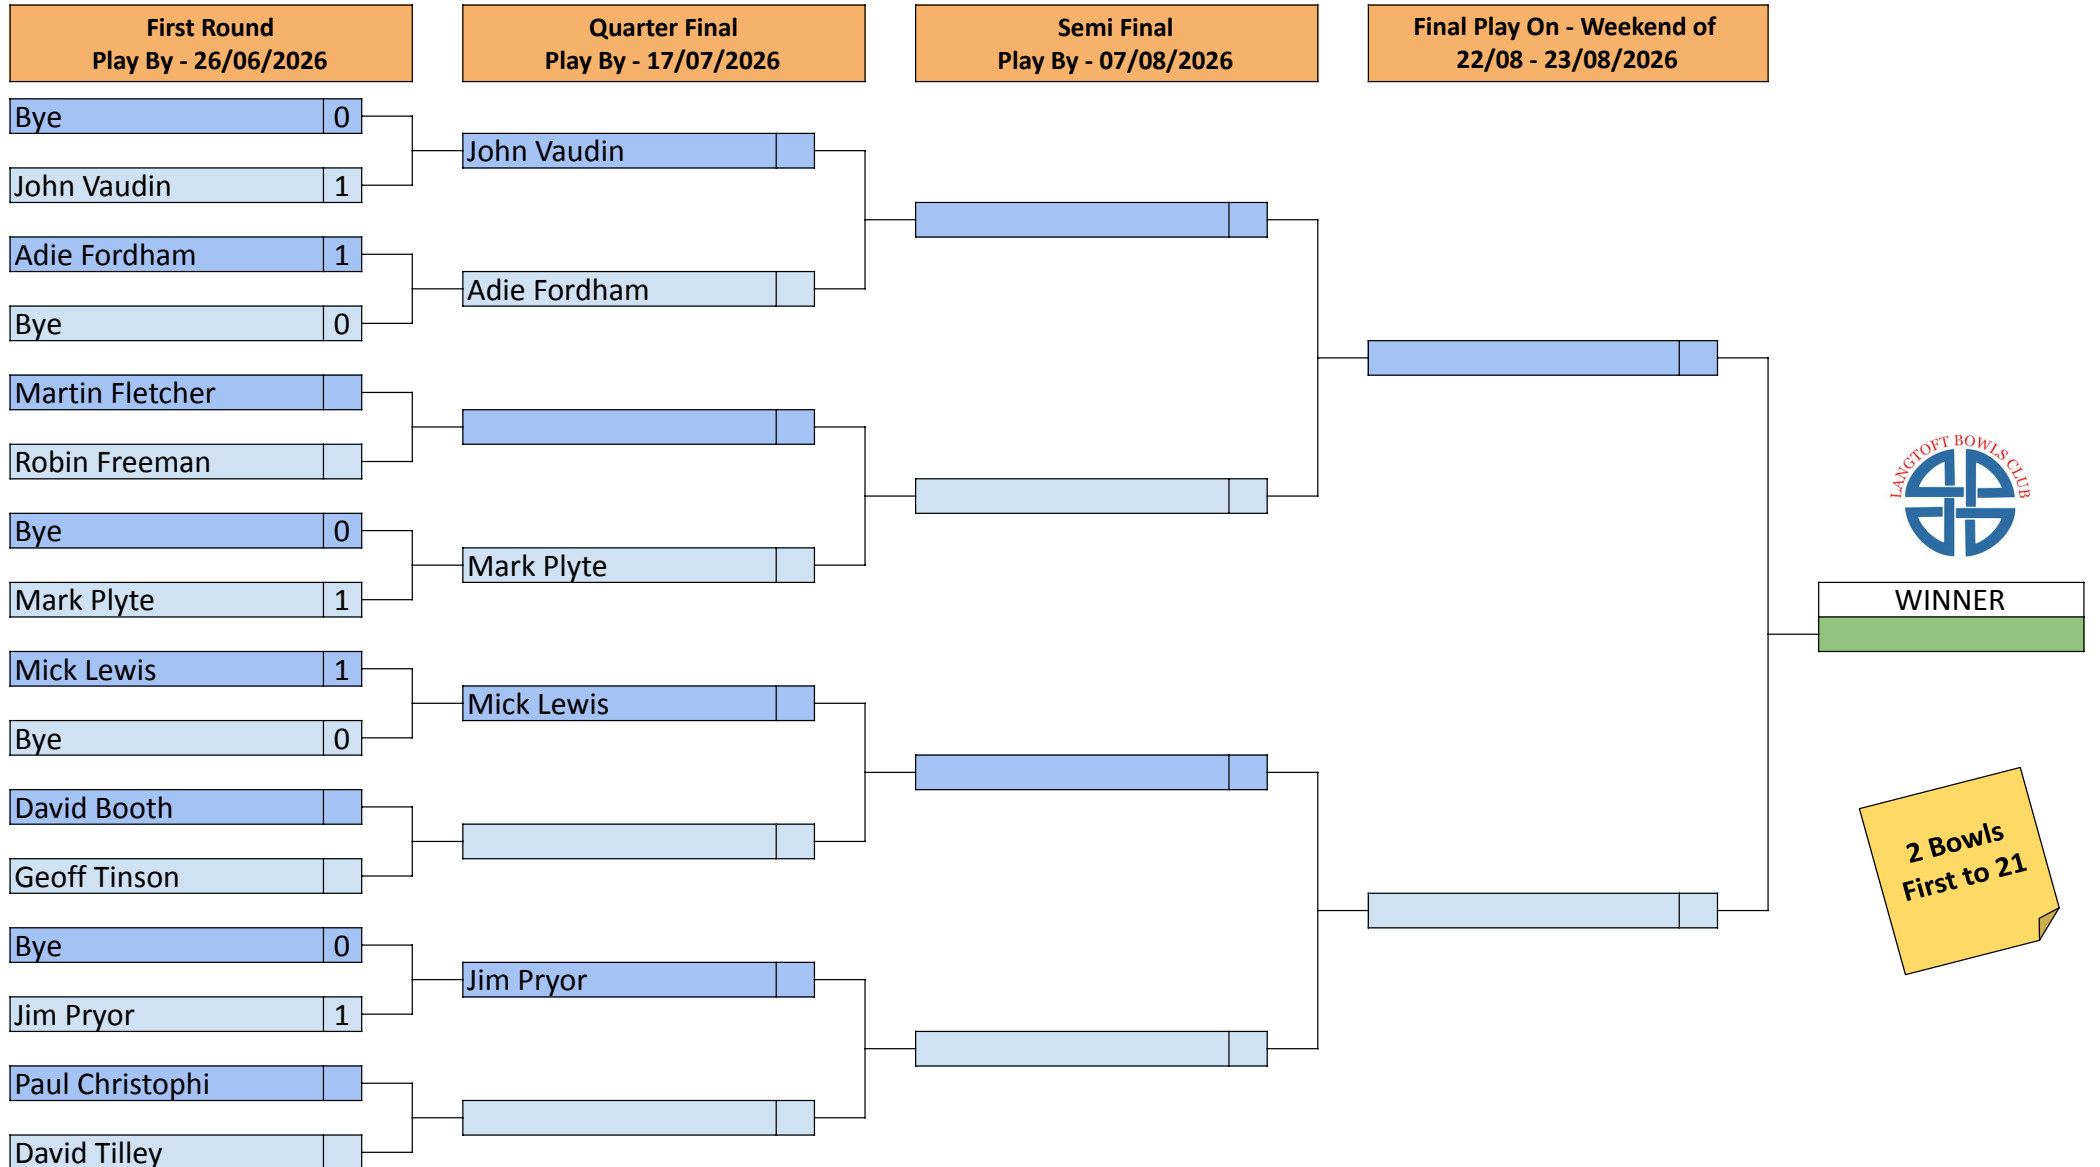 First Round
Play By - 26/06/2026
Quarter Final
Play By - 17/07/2026
Semi Final
Play By - 07/08/2026
Final Play On - Weekend of
22/08 - 23/08/2026
Bye 0
John Vaudin 1
Adie Fordham 1
Bye 0
Martin Fletcher
Robin Freeman
Bye 0
Mark Plyte 1
Mick Lewis 1
Bye 0
David Booth
Geoff Tinson
Bye 0
Jim Pryor 1
Paul Christophi
David Tilley
John Vaudin
Adie Fordham
Mark Plyte
Mick Lewis
Jim Pryor
LANGTOFT BOWLS CLUB
WINNER
2 Bowls
First to 21